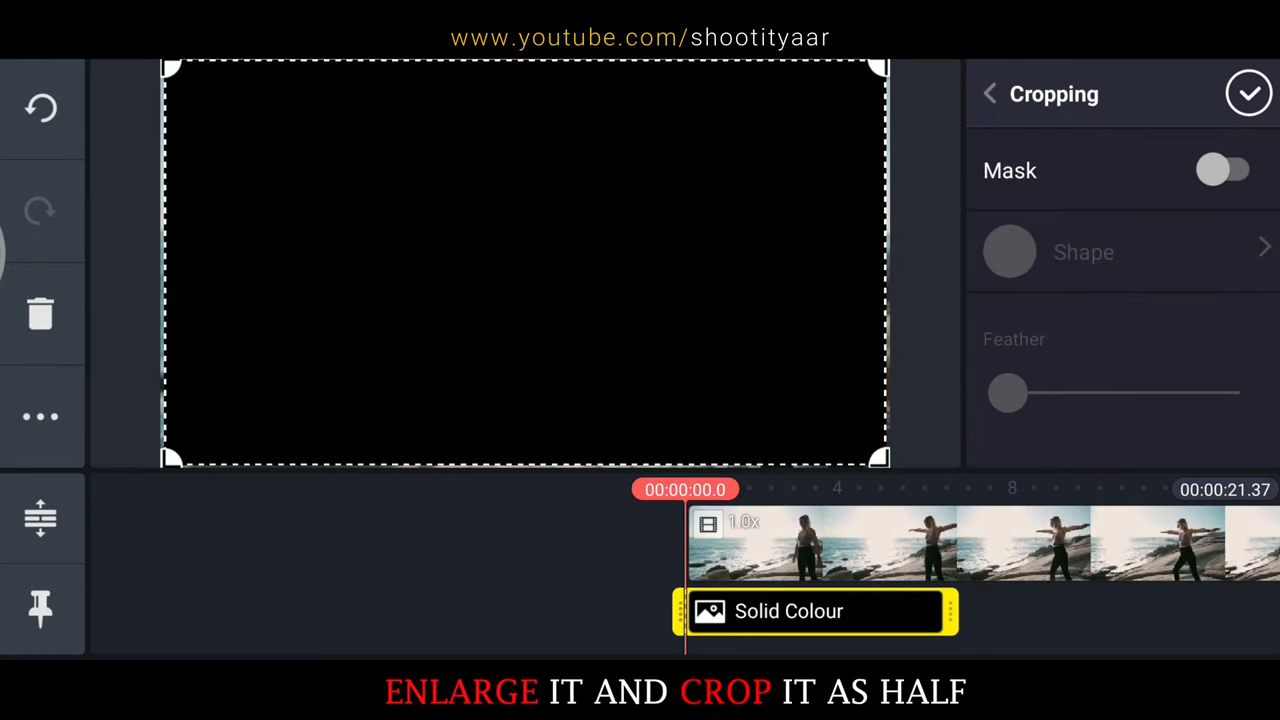 www.youtube.com/shootityaar
Cropping
Mask
Shape
Feather
00:00:00.0
4
8
00:00:21.37
1.0x
Solid Colour
ENLARGE IT AND CROP IT AS HALF